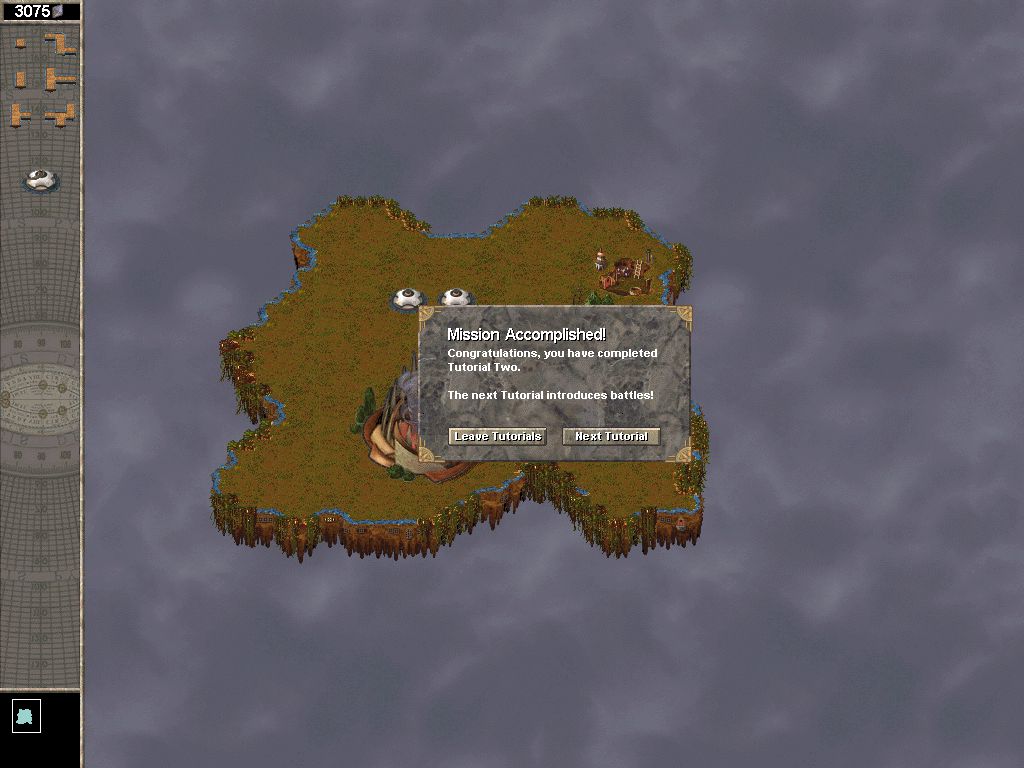 3075
Mission Accomplished!
Congratulations, you have completed
Tutorial Two.
The next Tutorial introduces battles!
Leave Tutorials
Next Tutorial